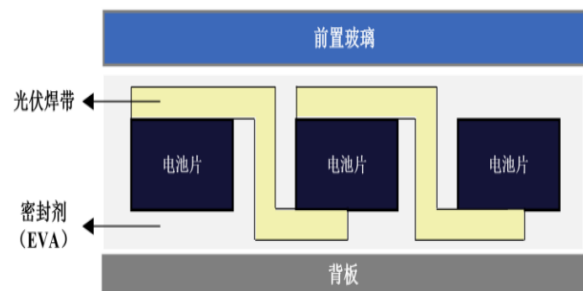 前置玻璃
光伏焊带
电池片 电池片 电池片
密封剂
（EVA）
背板